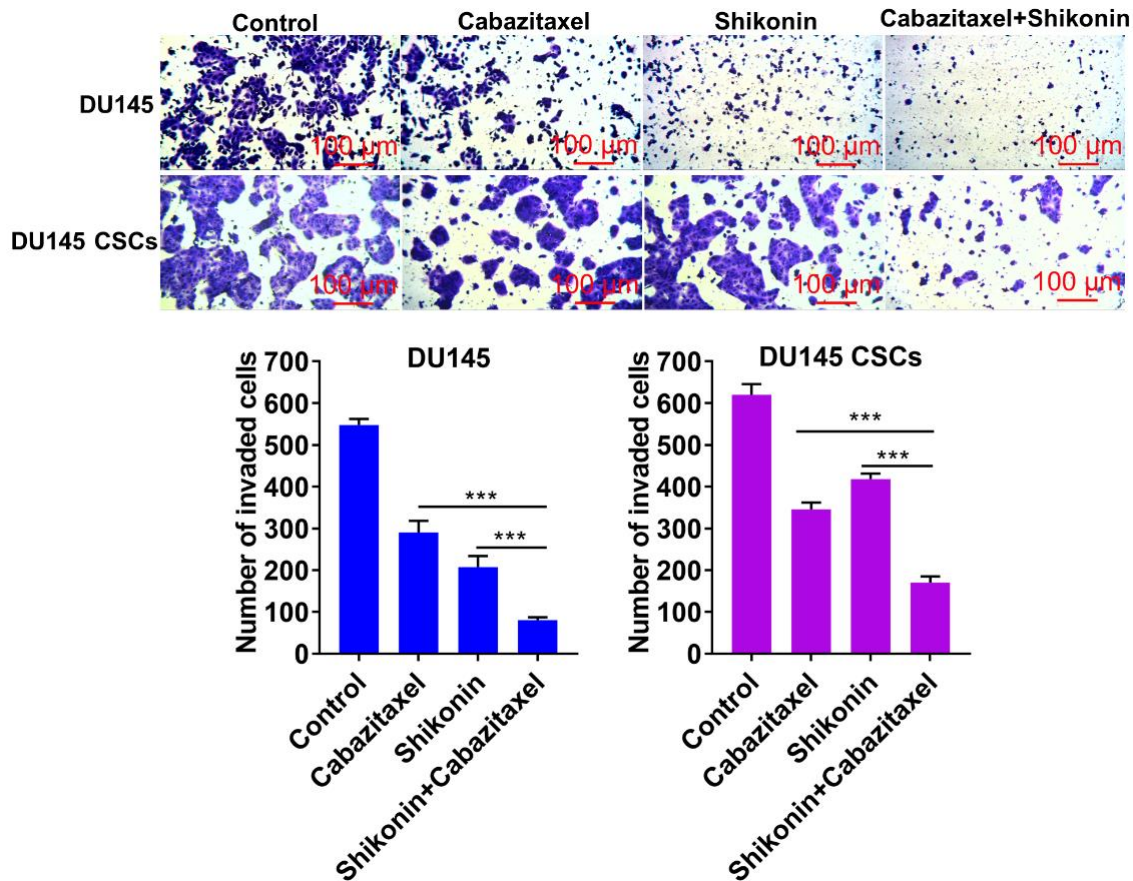 Control Cabazitaxel Shikonin Cabazitaxel+Shikonin
DU145
100 µm 100 µm 100 µm 100 µm
DU145 CSCs
100 µm 100 µm 100 µm 100 µm
DU145
Number of invaded cells
700
600
500
400
300
200
100
0
***
***
Control
Cabazitaxel
Shikonin
Shikonin+Cabazitaxel
DU145 CSCs
Number of invaded cells
700
600
500
400
300
200
100
0
***
***
Control
Cabazitaxel
Shikonin
Shikonin+Cabazitaxel